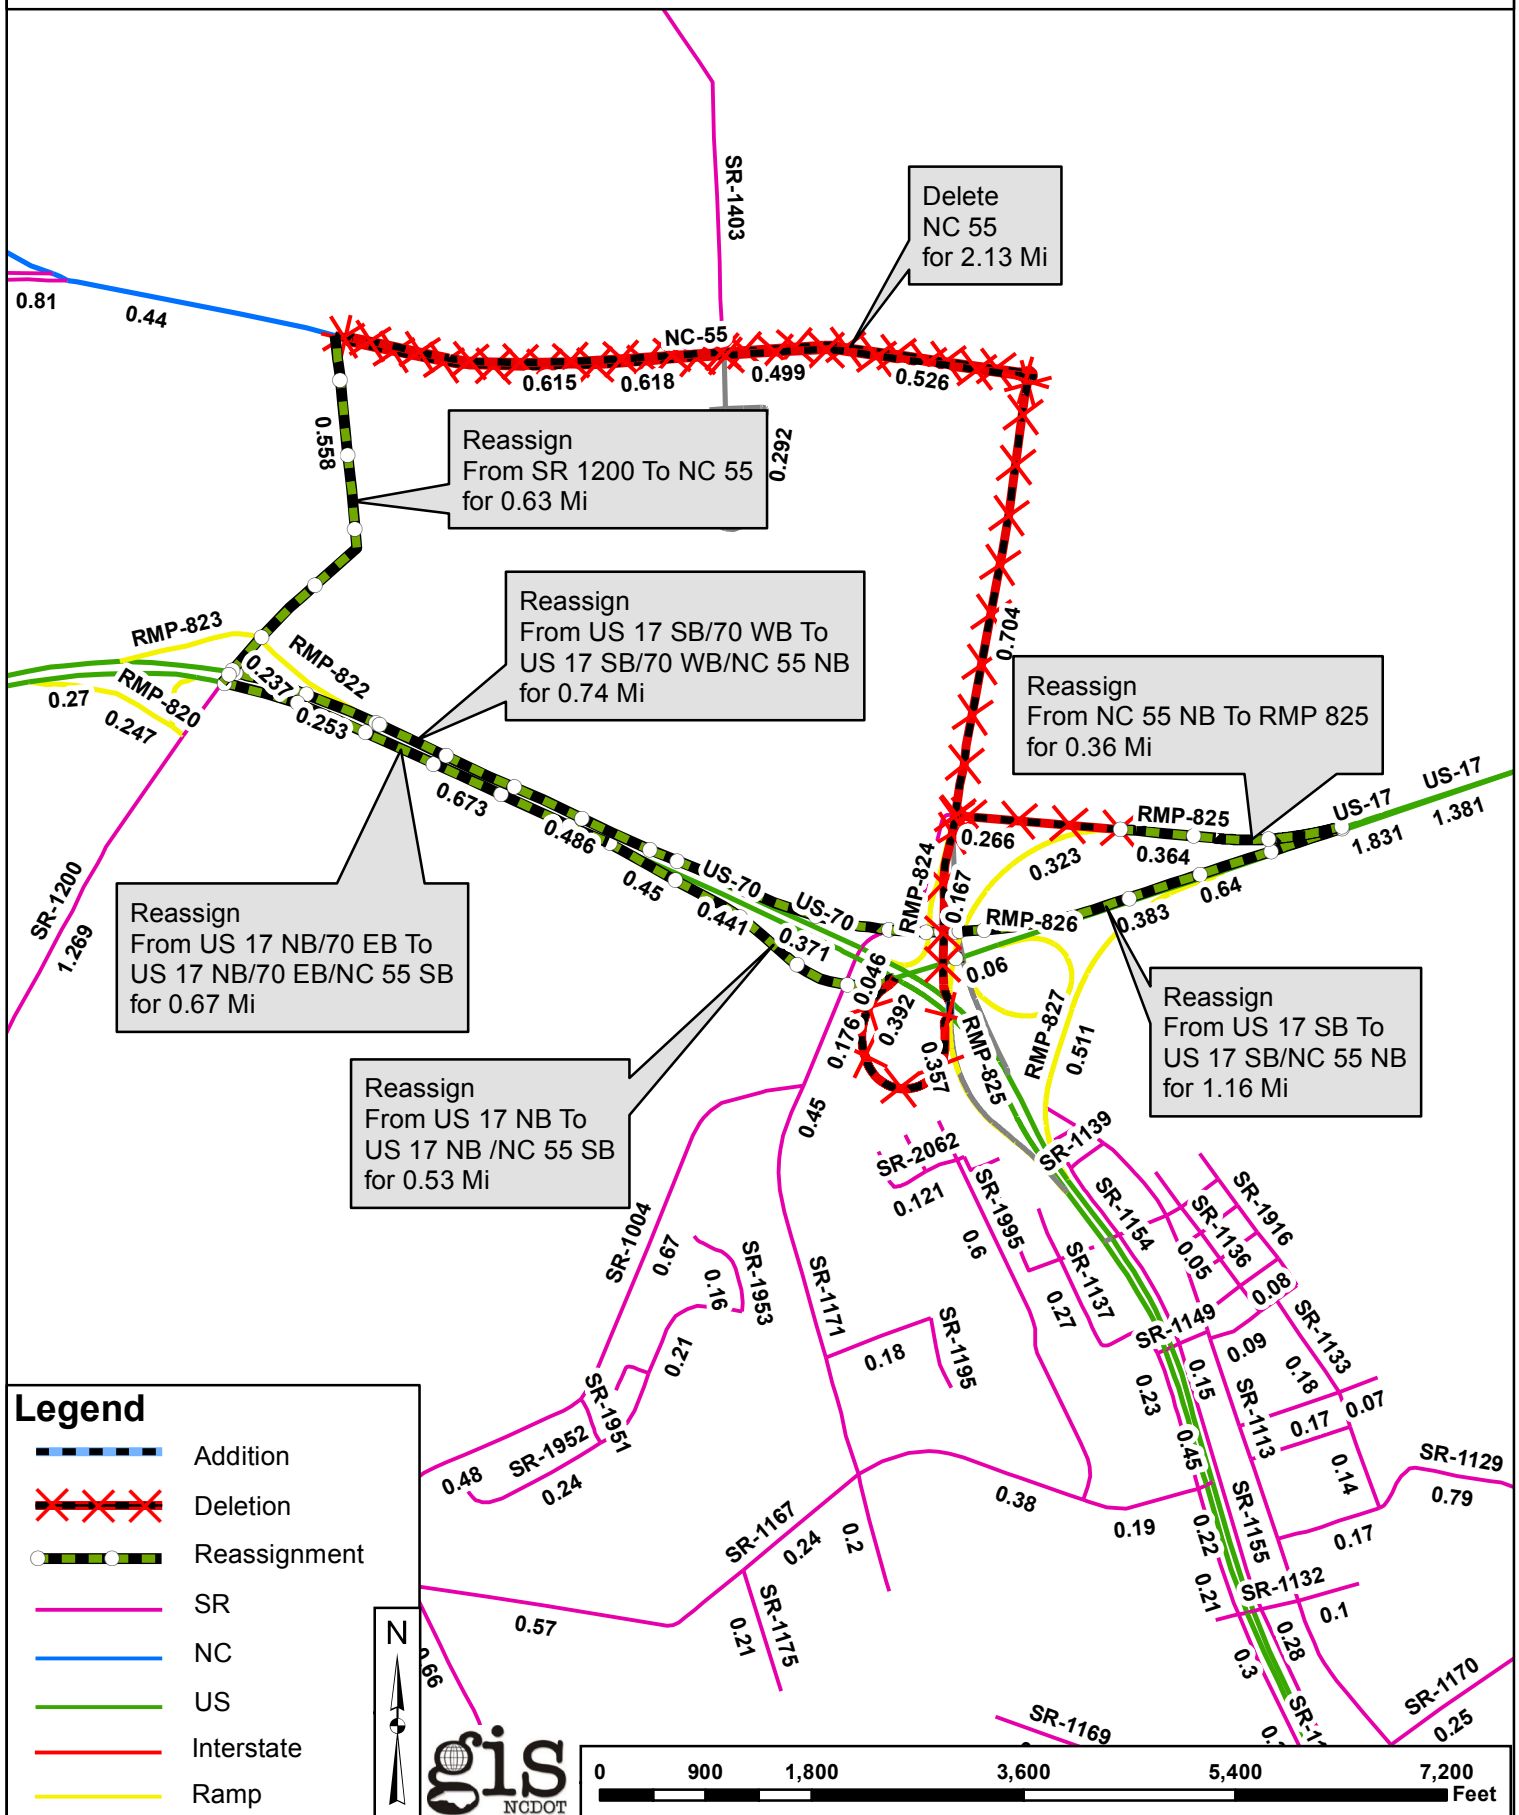 SR-1403
Delete
NC 55
for 2.13 Mi
0.81
0.44
NC-55
0.615
0.618
0.499
0.526
0.558
Reassign
From SR 1200 To NC 55
for 0.63 Mi
0.292
0.704
Reassign
From US 17 SB/70 WB To
US 17 SB/70 WB/NC 55 NB
for 0.74 Mi
RMP-823
RMP-822
0.237
RMP-820
0.27
0.247
0.253
Reassign
From NC 55 NB To RMP 825
for 0.36 Mi
US-17
US-17
1.381
1.831
RMP-825
0.266
0.364
0.323
0.64
0.383
0.673
0.486
0.45
0.441
US-70
US-70
0.371
RMP-824
0.167
RMP-826
0.06
SR-1200
1.269
Reassign
From US 17 NB/70 EB To
US 17 NB/70 EB/NC 55 SB
for 0.67 Mi
0.046
0.392
0.176
0.357
RMP-825
RMP-827
0.511
Reassign
From US 17 SB To
US 17 SB/NC 55 NB
for 1.16 Mi
Reassign
From US 17 NB To
US 17 NB /NC 55 SB
for 0.53 Mi
0.45
SR-2062
0.121
SR-1139
SR-1995
0.6
SR-1154
SR-1916
SR-1136
0.05
SR-1137
0.27
0.08
SR-1149
SR-1133
0.09
0.18
SR-1004
0.67
SR-1953
0.16
0.21
SR-1171
0.18
SR-1195
0.15
0.23
SR-1113
0.17
0.07
0.45
0.14
SR-1129
0.79
SR-1951
SR-1952
0.48
0.24
0.38
0.19
0.22
SR-1155
0.17
SR-1167
0.24
0.2
SR-1132
0.21
0.1
0.57
SR-1175
0.21
0.28
0.3
SR-1170
0.25
SR-1169
Legend
Addition
Deletion
Reassignment
SR
NC
US
Interstate
Ramp
N
gis
NCDOT
0 900 1,800 3,600 5,400 7,200
Feet